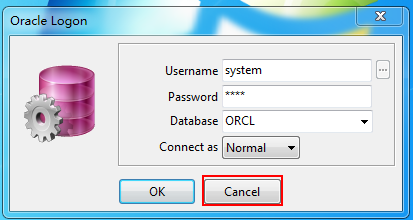 Oracle Logon
Username system
Password ****
Database ORCL
Connect as Normal
OK Cancel